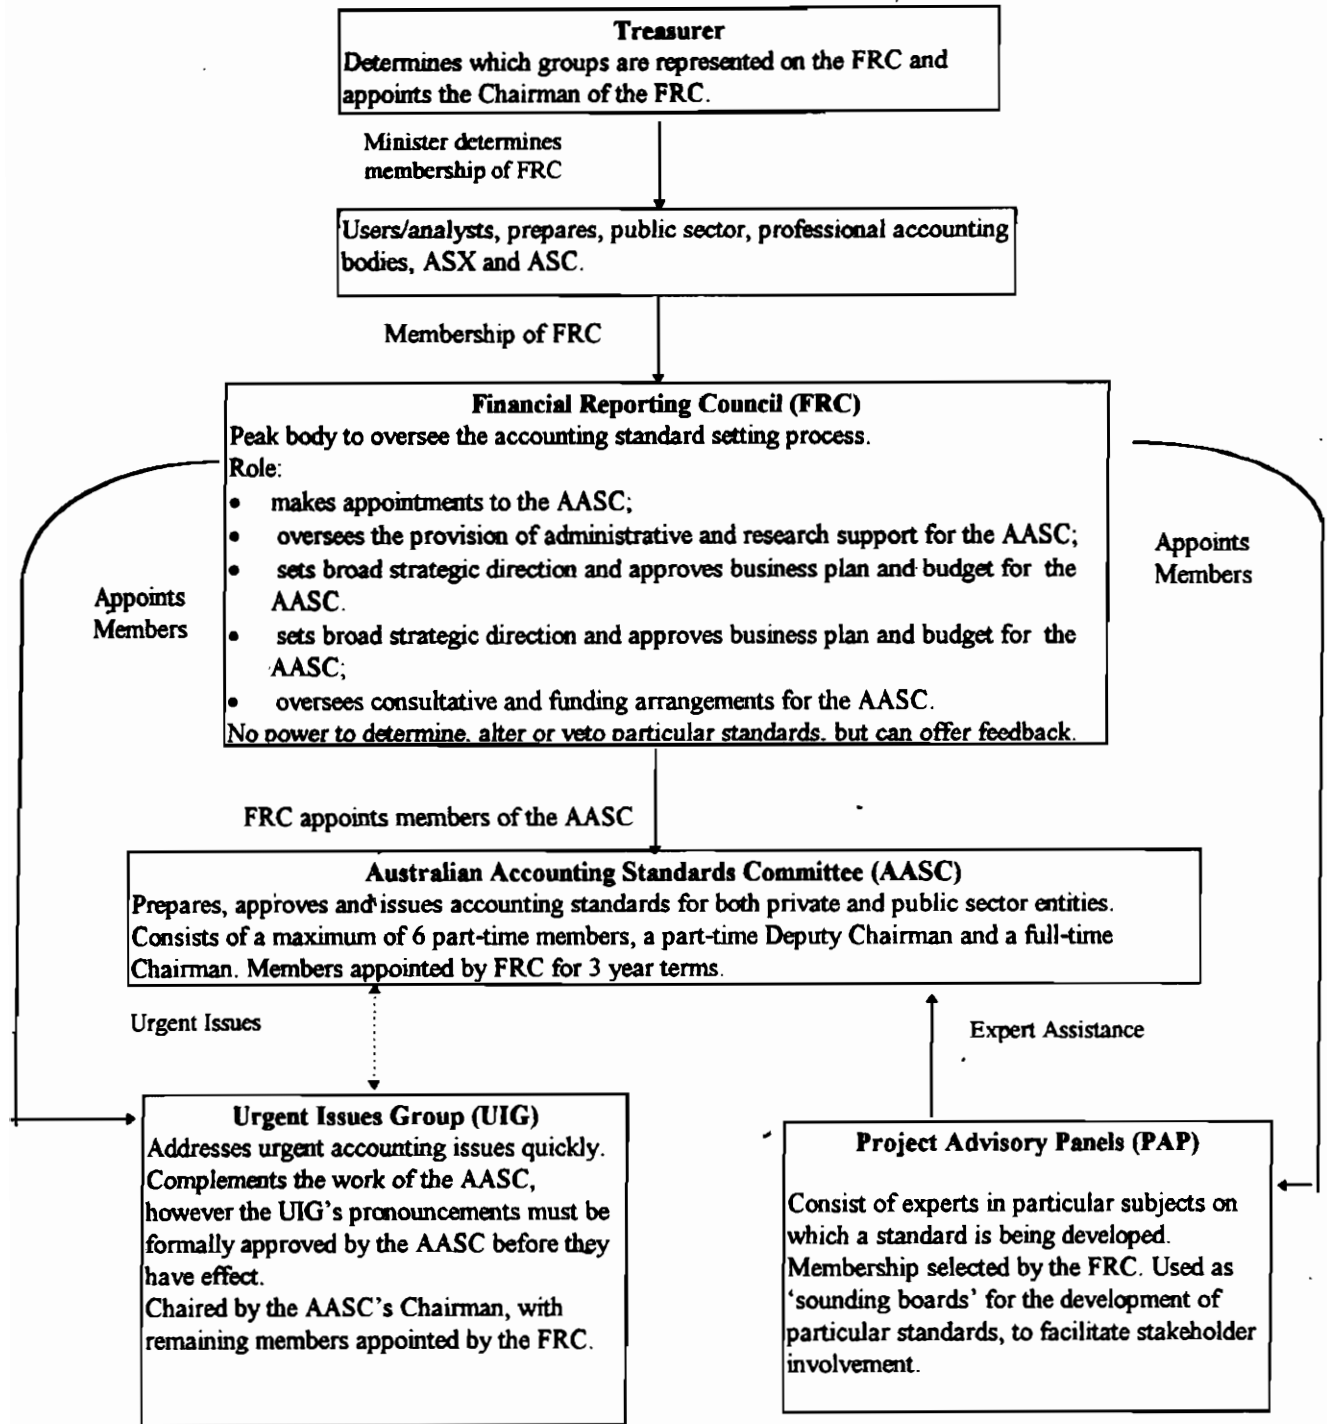 Treasurer
Determines which groups are represented on the FRC and
appoints the Chairman of the FRC.
Minister determines
membership of FRC
Users/analysts, prepares, public sector, professional accounting
bodies, ASX and ASC.
Membership of FRC
Financial Reporting Council (FRC)
Peak body to oversee the accounting standard setting process.
Role:
• makes appointments to the AASC;
• oversees the provision of administrative and research support for the AASC;
• sets broad strategic direction and approves business plan and budget for the
AASC.
• sets broad strategic direction and approves business plan and budget for the
AASC;
• oversees consultative and funding arrangements for the AASC.
No power to determine, alter or veto particular standards, but can offer feedback.
Appoints
Members
Appoints
Members
FRC appoints members of the AASC
Australian Accounting Standards Committee (AASC)
Prepares, approves and issues accounting standards for both private and public sector entities.
Consists of a maximum of 6 part-time members, a part-time Deputy Chairman and a full-time
Chairman. Members appointed by FRC for 3 year terms.
Urgent Issues
Expert Assistance
Urgent Issues Group (UIG)
Addresses urgent accounting issues quickly.
Complements the work of the AASC,
however the UIG's pronouncements must be
formally approved by the AASC before they
have effect.
Chaired by the AASC's Chairman, with
remaining members appointed by the FRC.
Project Advisory Panels (PAP)
Consist of experts in particular subjects on
which a standard is being developed.
Membership selected by the FRC. Used as
'sounding boards' for the development of
particular standards, to facilitate stakeholder
involvement.